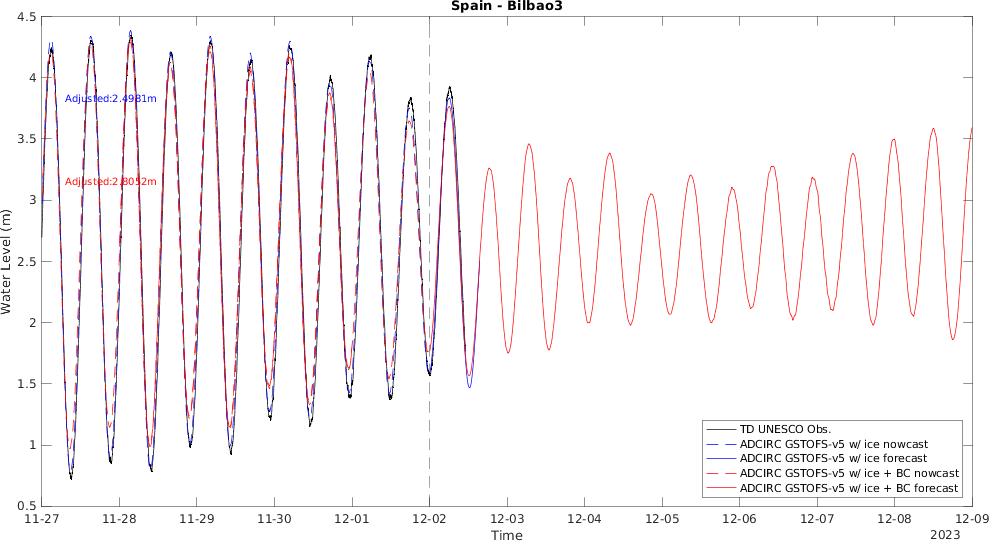 Spain - Bilbao3
Water Level (m)
4.5
4
3.5
3
2.5
2
1.5
1
0.5
Adjusted:2.4981m
Adjusted:2.8052m
TD UNESCO Obs.
ADCIRC GSTOFS-v5 w/ ice nowcast
ADCIRC GSTOFS-v5 w/ ice forecast
ADCIRC GSTOFS-v5 w/ ice + BC nowcast
ADCIRC GSTOFS-v5 w/ ice + BC forecast
11-27 11-28 11-29 11-30 12-01 12-02 12-03 12-04 12-05 12-06 12-07 12-08 12-09
Time
2023